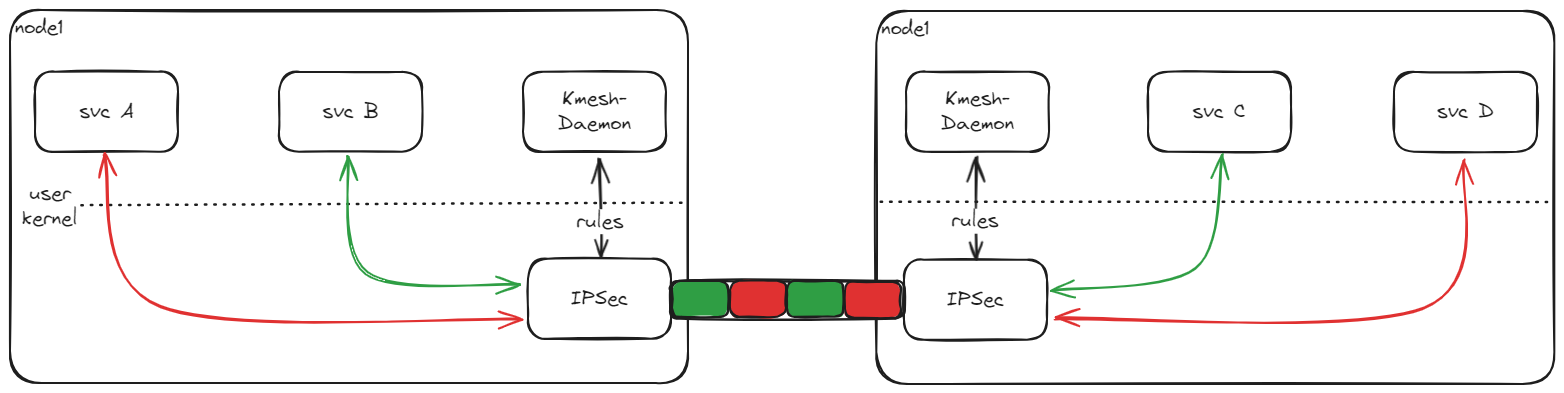 node1
svc A
svc B
Kmesh-
Daemon
user
kernel
rules
IPSec
node1
Kmesh-
Daemon
svc C
svc D
rules
IPSec